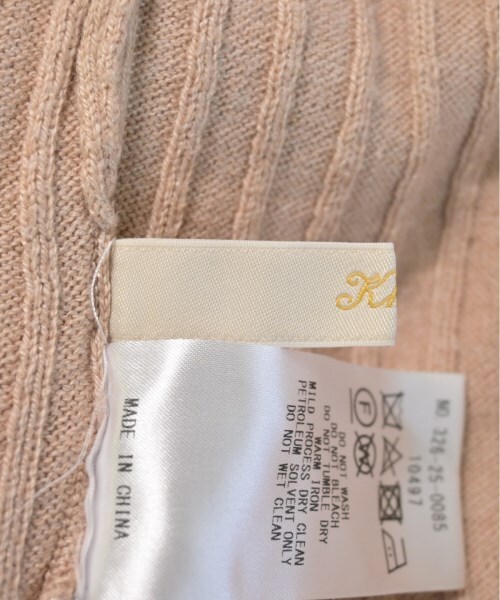 NO 326-25 0085
10497
DO NOT WASH
DO NOT BLEACH
DO NOT TUMBLE DRY
WARM IRON
MILD PROCESS DRY CLEAN
PETROLEUM SOLVENT ONLY
DO NOT WET CLEAN
MADE IN CHINA